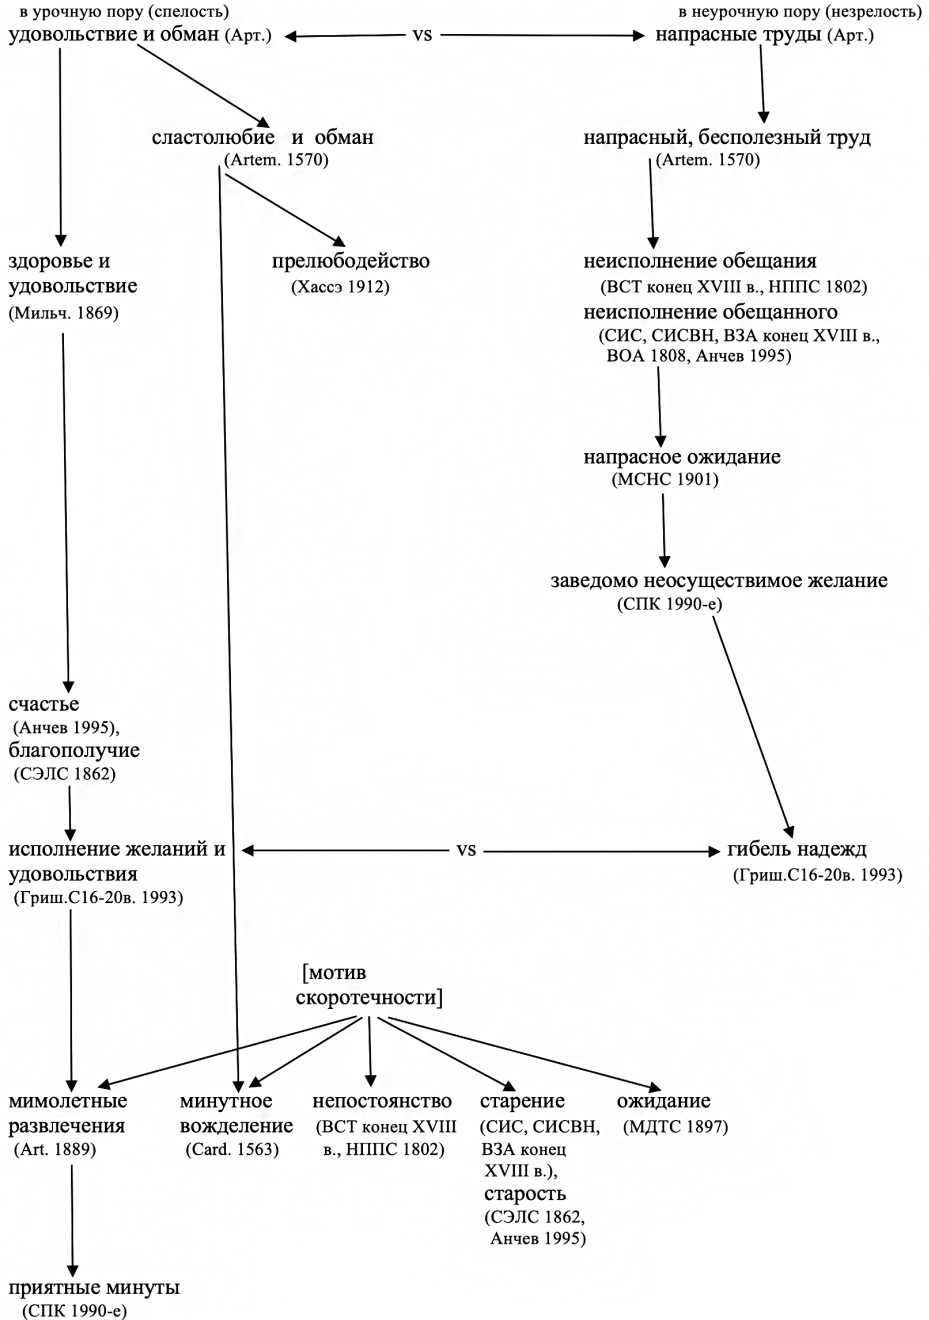 в урочную пору (спелость)
удовольствие и обман (Арт.)
vs
в неурочную пору (незрелость)
напрасные труды (Арт.)
сластолюбие и обман
(Artem. 1570)
напрасный, бесполезный труд
(Artem. 1570)
здоровье и
удовольствие
(Мильч. 1869)
прелюбодейство
(Хассэ 1912)
неисполнение обещания
(ВСТ конец XVIII в., НППС 1802)
неисполнение обещанного
(СИС, СИСВН, ВЗА конец XVIII в.,
ВОА 1808, Анчев 1995)
напрасное ожидание
(МСНС 1901)
заведомо неосуществимое желание
(СПК 1990-е)
счастье
(Анчев 1995),
благополучие
(СЭЛС 1862)
исполнение желаний и
удовольствия
(Гриш.С16-20в. 1993)
vs
гибель надежд
(Гриш.С16-20в. 1993)
[мотив
скоротечности]
мимолетные
развлечения
(Art. 1889)
минутное
вожделение
(Card. 1563)
непостоянство
(ВСТ конец XVIII
в., НППС 1802)
старение
(СИС, СИСВН,
ВЗА конец
XVIII в.),
старость
(СЭЛС 1862,
Анчев 1995)
ожидание
(МДТС 1897)
приятные минуты
(СПК 1990-е)